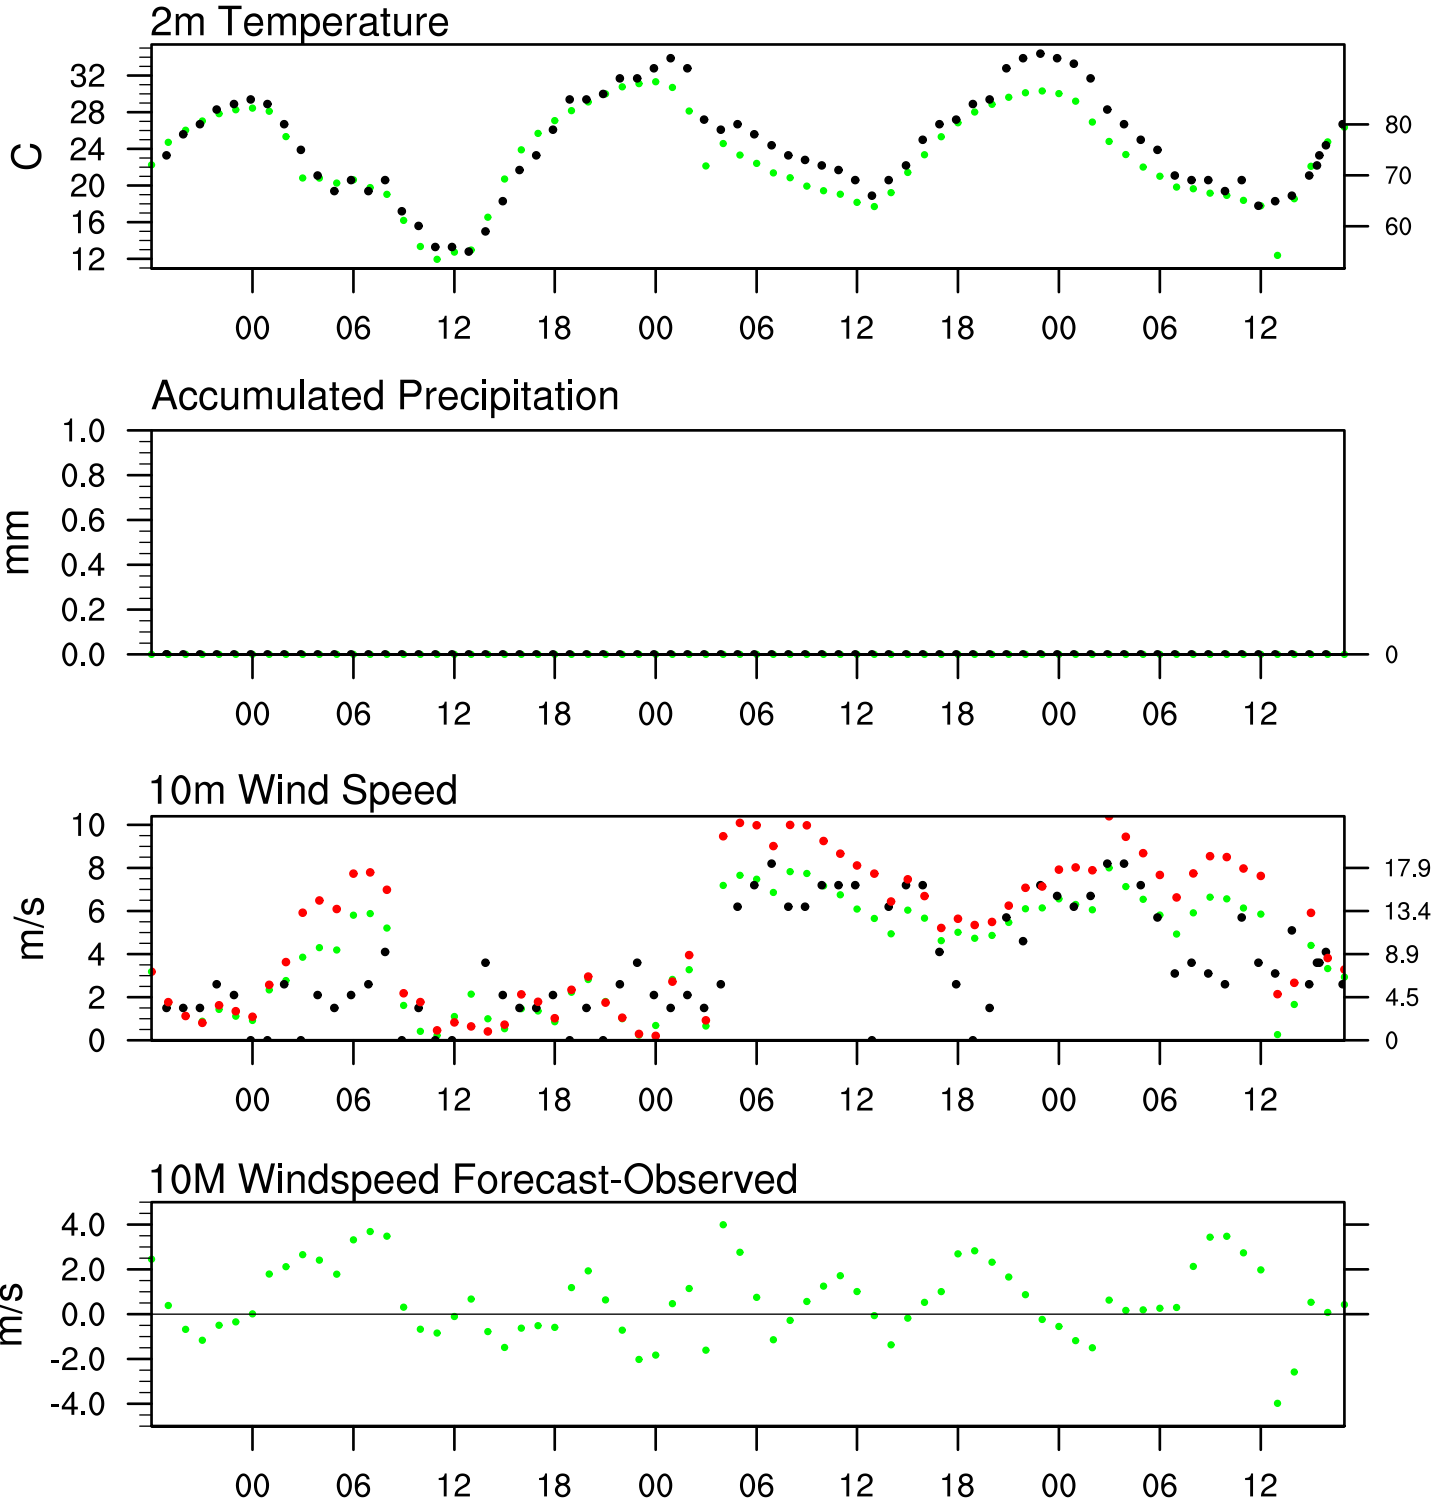 2m Temperature
32
28
24
20
16
12
C
80
70
60
00 06 12 18 00 06 12 18 00 06 12
Accumulated Precipitation
1.0
0.8
0.6
0.4
0.2
0.0
mm
0
00 06 12 18 00 06 12 18 00 06 12
10m Wind Speed
10
8
6
4
2
0
m/s
17.9
13.4
8.9
4.5
0
00 06 12 18 00 06 12 18 00 06 12
10M Windspeed Forecast-Observed
4.0
2.0
0.0
-2.0
-4.0
m/s
00 06 12 18 00 06 12 18 00 06 12